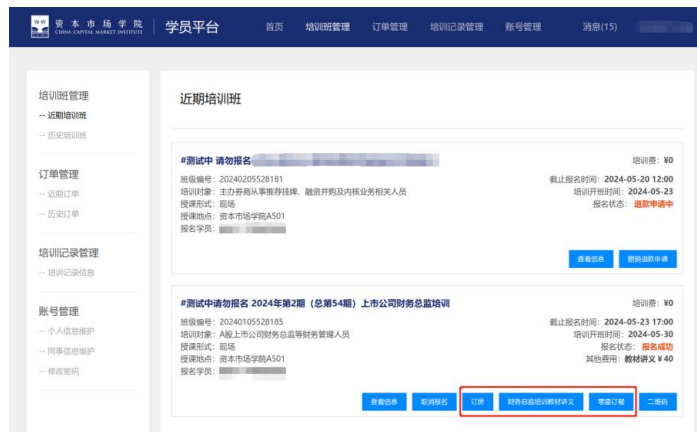 资本市场学院
CHINA CAPITAL MARKET INSTITUTE
学员平台
首页 培训班管理 订单管理 培训记录管理 账号管理 消息(15)
培训班管理
-- 近期培训班
-- 历史培训班
订单管理
-- 近期订单
-- 历史订单
培训记录管理
-- 培训记录信息
账号管理
-- 个人信息维护
-- 同事信息维护
-- 修改密码
近期培训班
#测试中 请勿报名
培训费: ¥0
班级编号: 20240205528181
截止报名时间: 2024-05-20 12:00
培训对象: 主办券商从事推荐挂牌、融资并购及内核业务相关人员
培训开班时间: 2024-05-23
授课形式: 现场
报名状态: 退款申请中
授课地点: 资本市场学院A501
报名学员:
查看信息 撤销退款申请
#测试中请勿报名 2024年第2期（总第54期）上市公司财务总监培训
培训费: ¥0
班级编号: 20240105528185
截止报名时间: 2024-05-23 17:00
培训对象: A股上市公司财务总监等财务管理人员
培训开班时间: 2024-05-30
授课形式: 现场
报名状态: 报名成功
授课地点: 资本市场学院A501
其他费用: 教材讲义¥40
报名学员:
查看信息 取消报名 订房 财务总监培训教材讲义 零星订餐 二维码